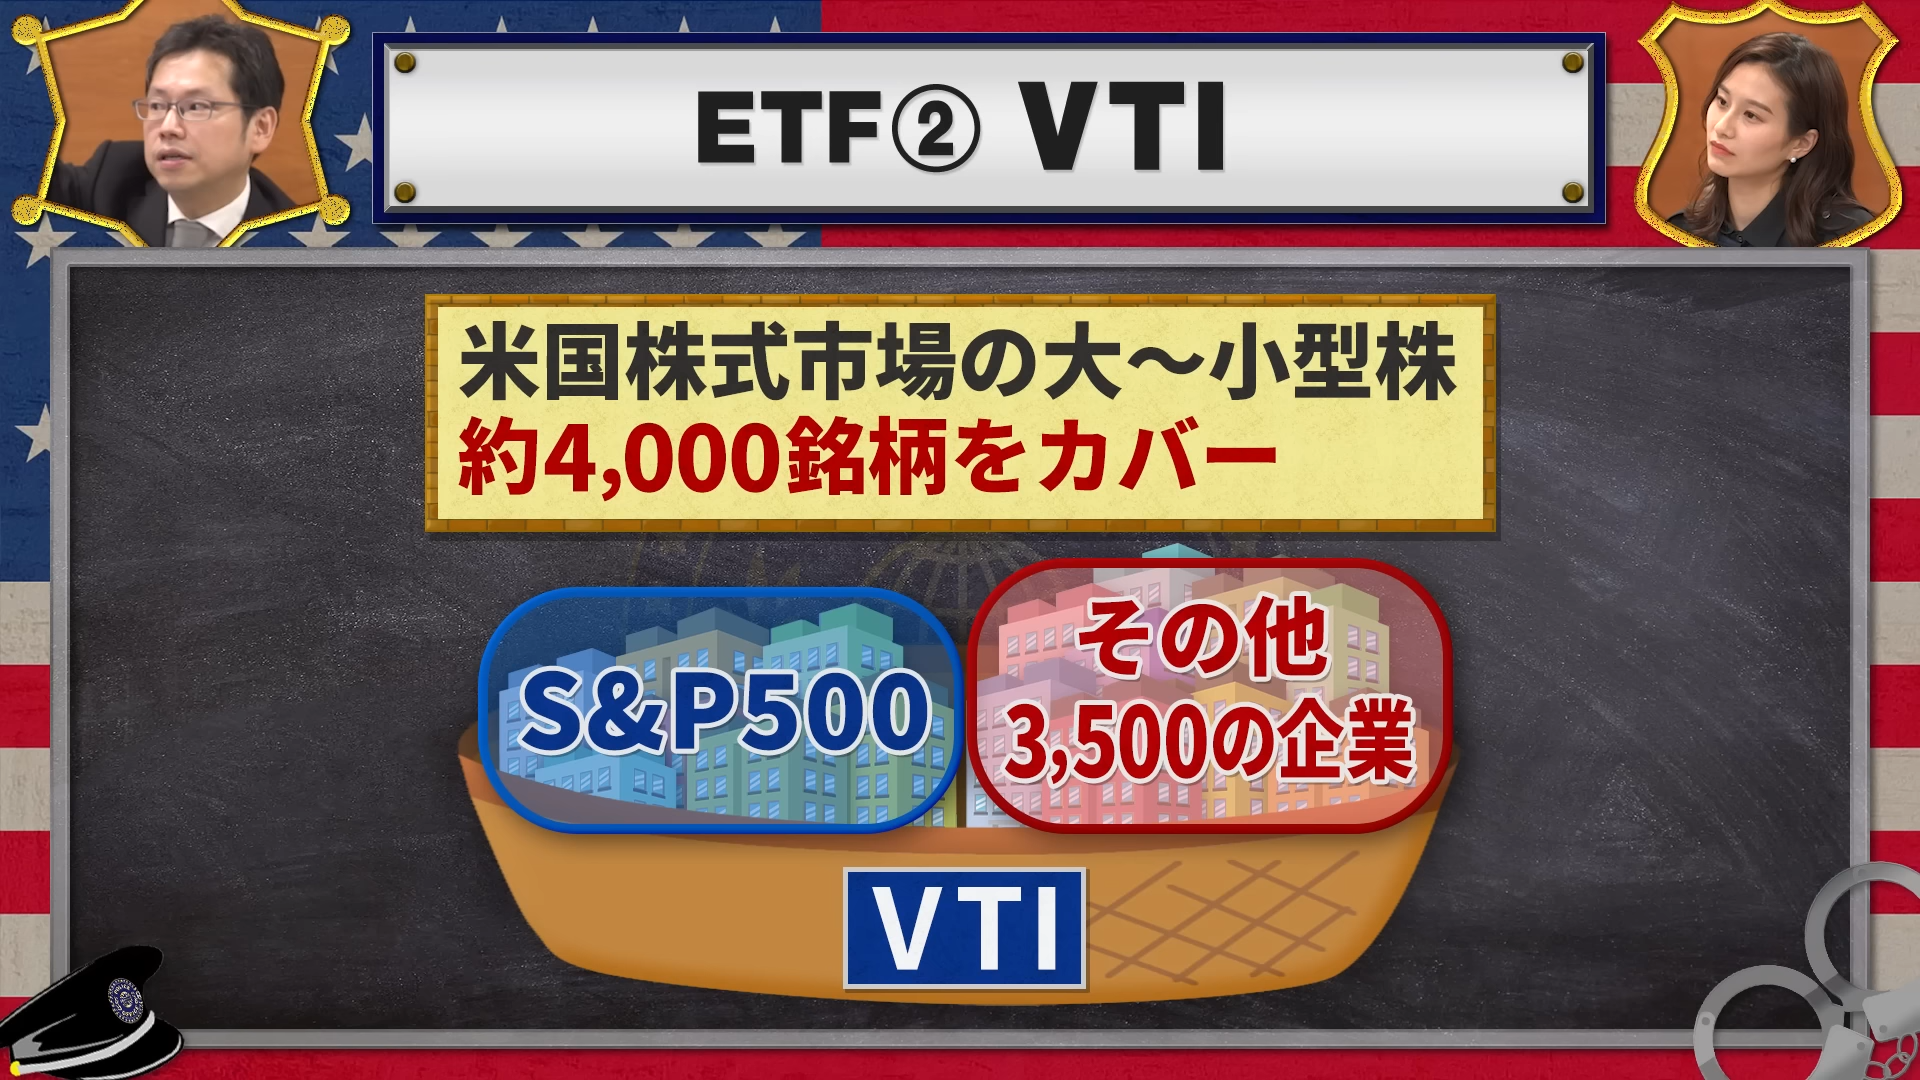 ETF② VTI
米国株式市場の大～小型株
約4,000銘柄をカバー
S&P500
その他
3,500の企業
VTI